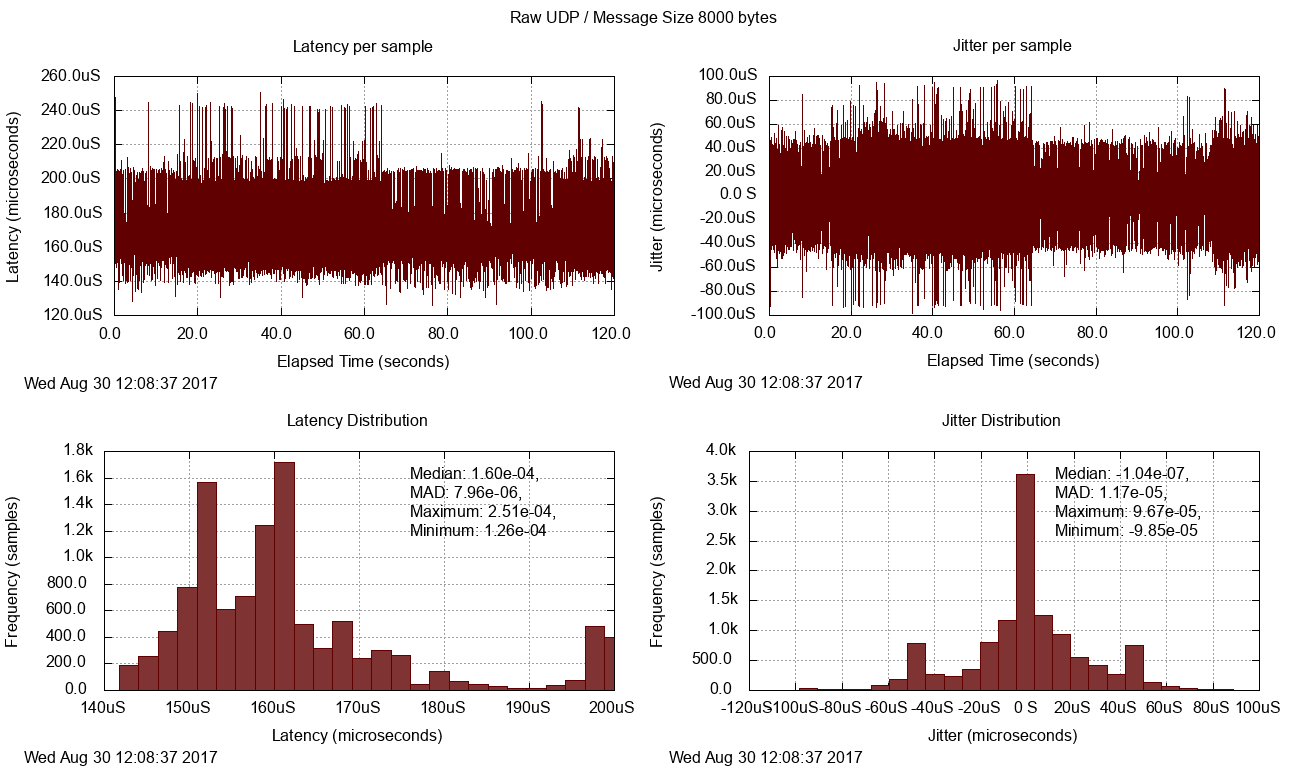 Raw UDP / Message Size 8000 bytes
Latency per sample
260.0uS
240.0uS
220.0uS
200.0uS
180.0uS
160.0uS
140.0uS
120.0uS
Latency (microseconds)
0.0 20.0 40.0 60.0 80.0 100.0 120.0
Elapsed Time (seconds)
Wed Aug 30 12:08:37 2017
Jitter per sample
100.0uS
80.0uS
60.0uS
40.0uS
20.0uS
0.0 S
-20.0uS
-40.0uS
-60.0uS
-80.0uS
-100.0uS
Jitter (microseconds)
0.0 20.0 40.0 60.0 80.0 100.0 120.0
Elapsed Time (seconds)
Wed Aug 30 12:08:37 2017
Latency Distribution
1.8k
1.6k
1.4k
1.2k
1.0k
800.0
600.0
400.0
200.0
0.0
Frequency (samples)
Median: 1.60e-04,
MAD: 7.96e-06,
Maximum: 2.51e-04,
Minimum: 1.26e-04
140uS 150uS 160uS 170uS 180uS 190uS 200uS
Latency (microseconds)
Wed Aug 30 12:08:37 2017
Jitter Distribution
4.0k
3.5k
3.0k
2.5k
2.0k
1.5k
1.0k
500.0
0.0
Frequency (samples)
Median: -1.04e-07,
MAD: 1.17e-05,
Maximum: 9.67e-05,
Minimum: -9.85e-05
-120uS -100uS -80uS -60uS -40uS -20uS 0 S 20uS 40uS 60uS 80uS 100uS
Jitter (microseconds)
Wed Aug 30 12:08:37 2017